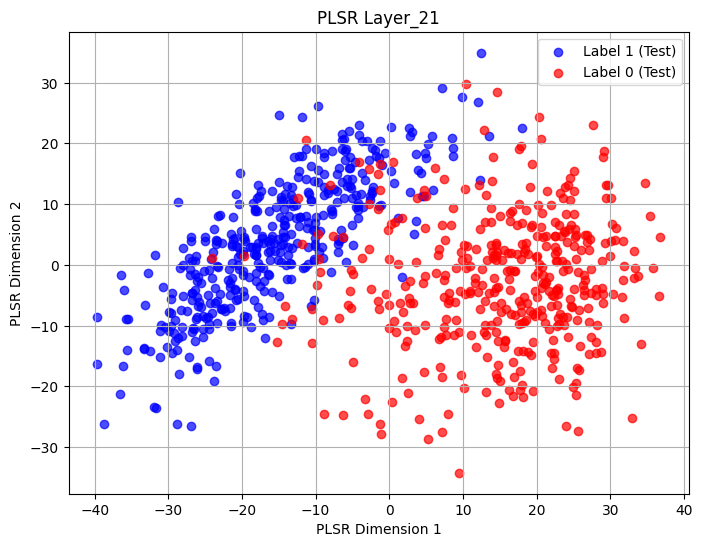 PLSR Layer_21
Label 1 (Test)
Label 0 (Test)
PLSR Dimension 2
30
20
10
0
−10
−20
−30
−40 −30 −20 −10 0 10 20 30 40
PLSR Dimension 1